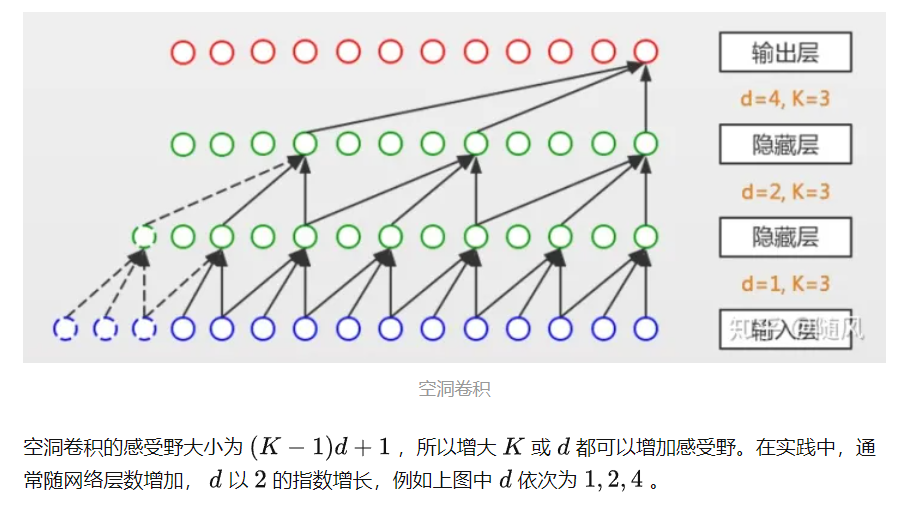 输出层
d=4, K=3
隐藏层
d=2, K=3
隐藏层
d=1, K=3
输入层
知乎 @随风
空洞卷积
空洞卷积的感受野大小为 (K − 1)d + 1 ，所以增大 K 或 d 都可以增加感受野。在实践中，通
常随网络层数增加， d 以 2 的指数增长，例如上图中 d 依次为 1, 2, 4 。